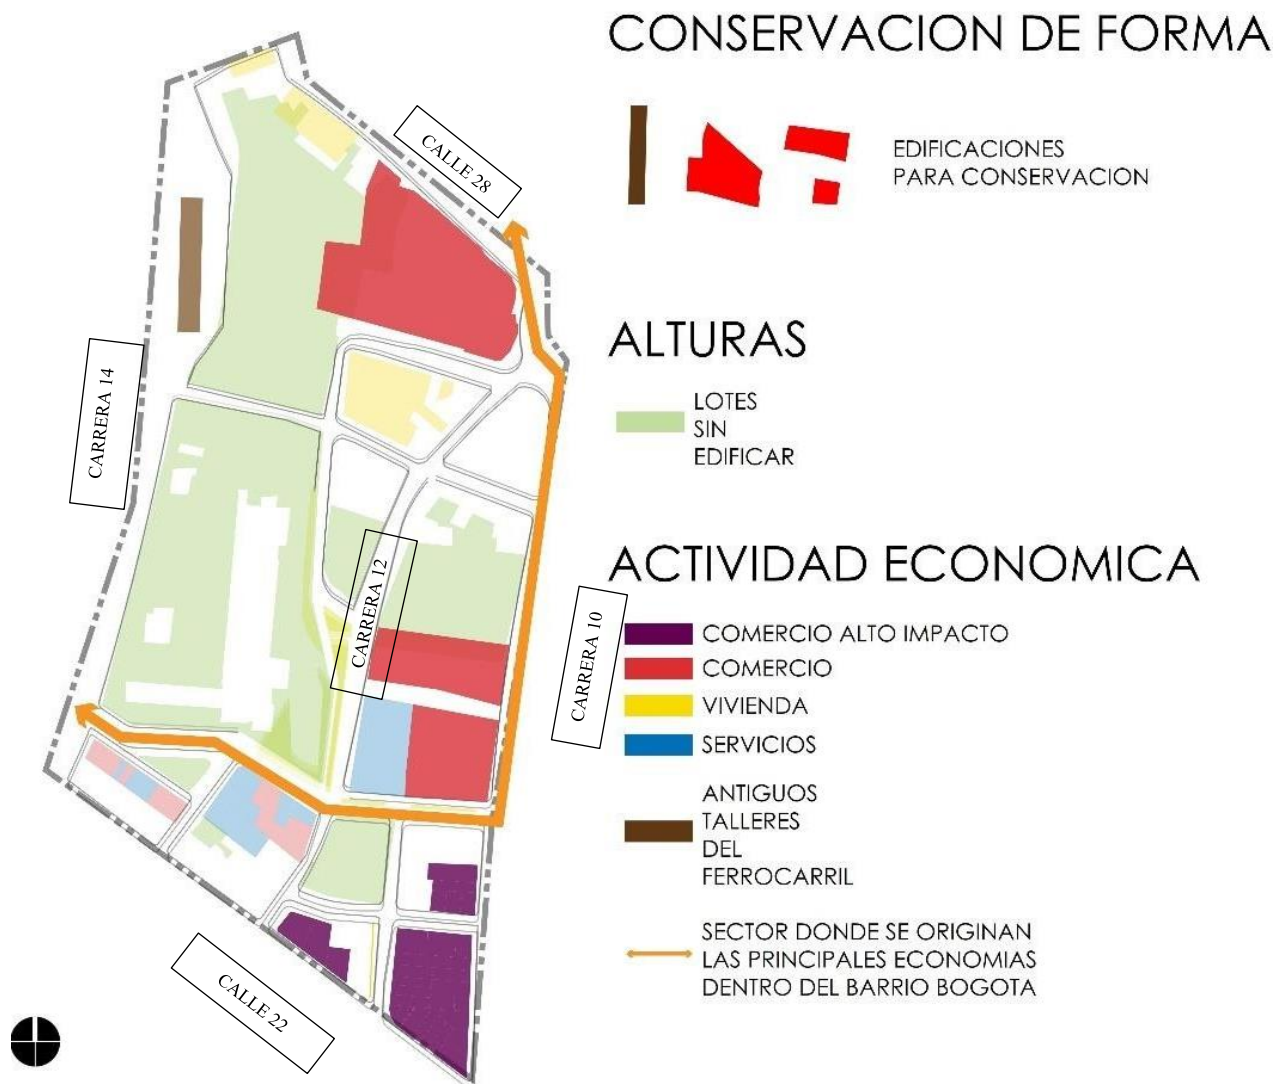 CONSERVACION DE FORMA
EDIFICACIONES
PARA CONSERVACION
ALTURAS
LOTES
SIN
EDIFICAR
ACTIVIDAD ECONOMICA
COMERCIO ALTO IMPACTO
COMERCIO
VIVIENDA
SERVICIOS
ANTIGUOS
TALLERES
DEL
FERROCARRIL
SECTOR DONDE SE ORIGINAN
LAS PRINCIPALES ECONOMIAS
DENTRO DEL BARRIO BOGOTA
CALLE 28
CARRERA 14
CARRERA 12
CARRERA 10
CALLE 22